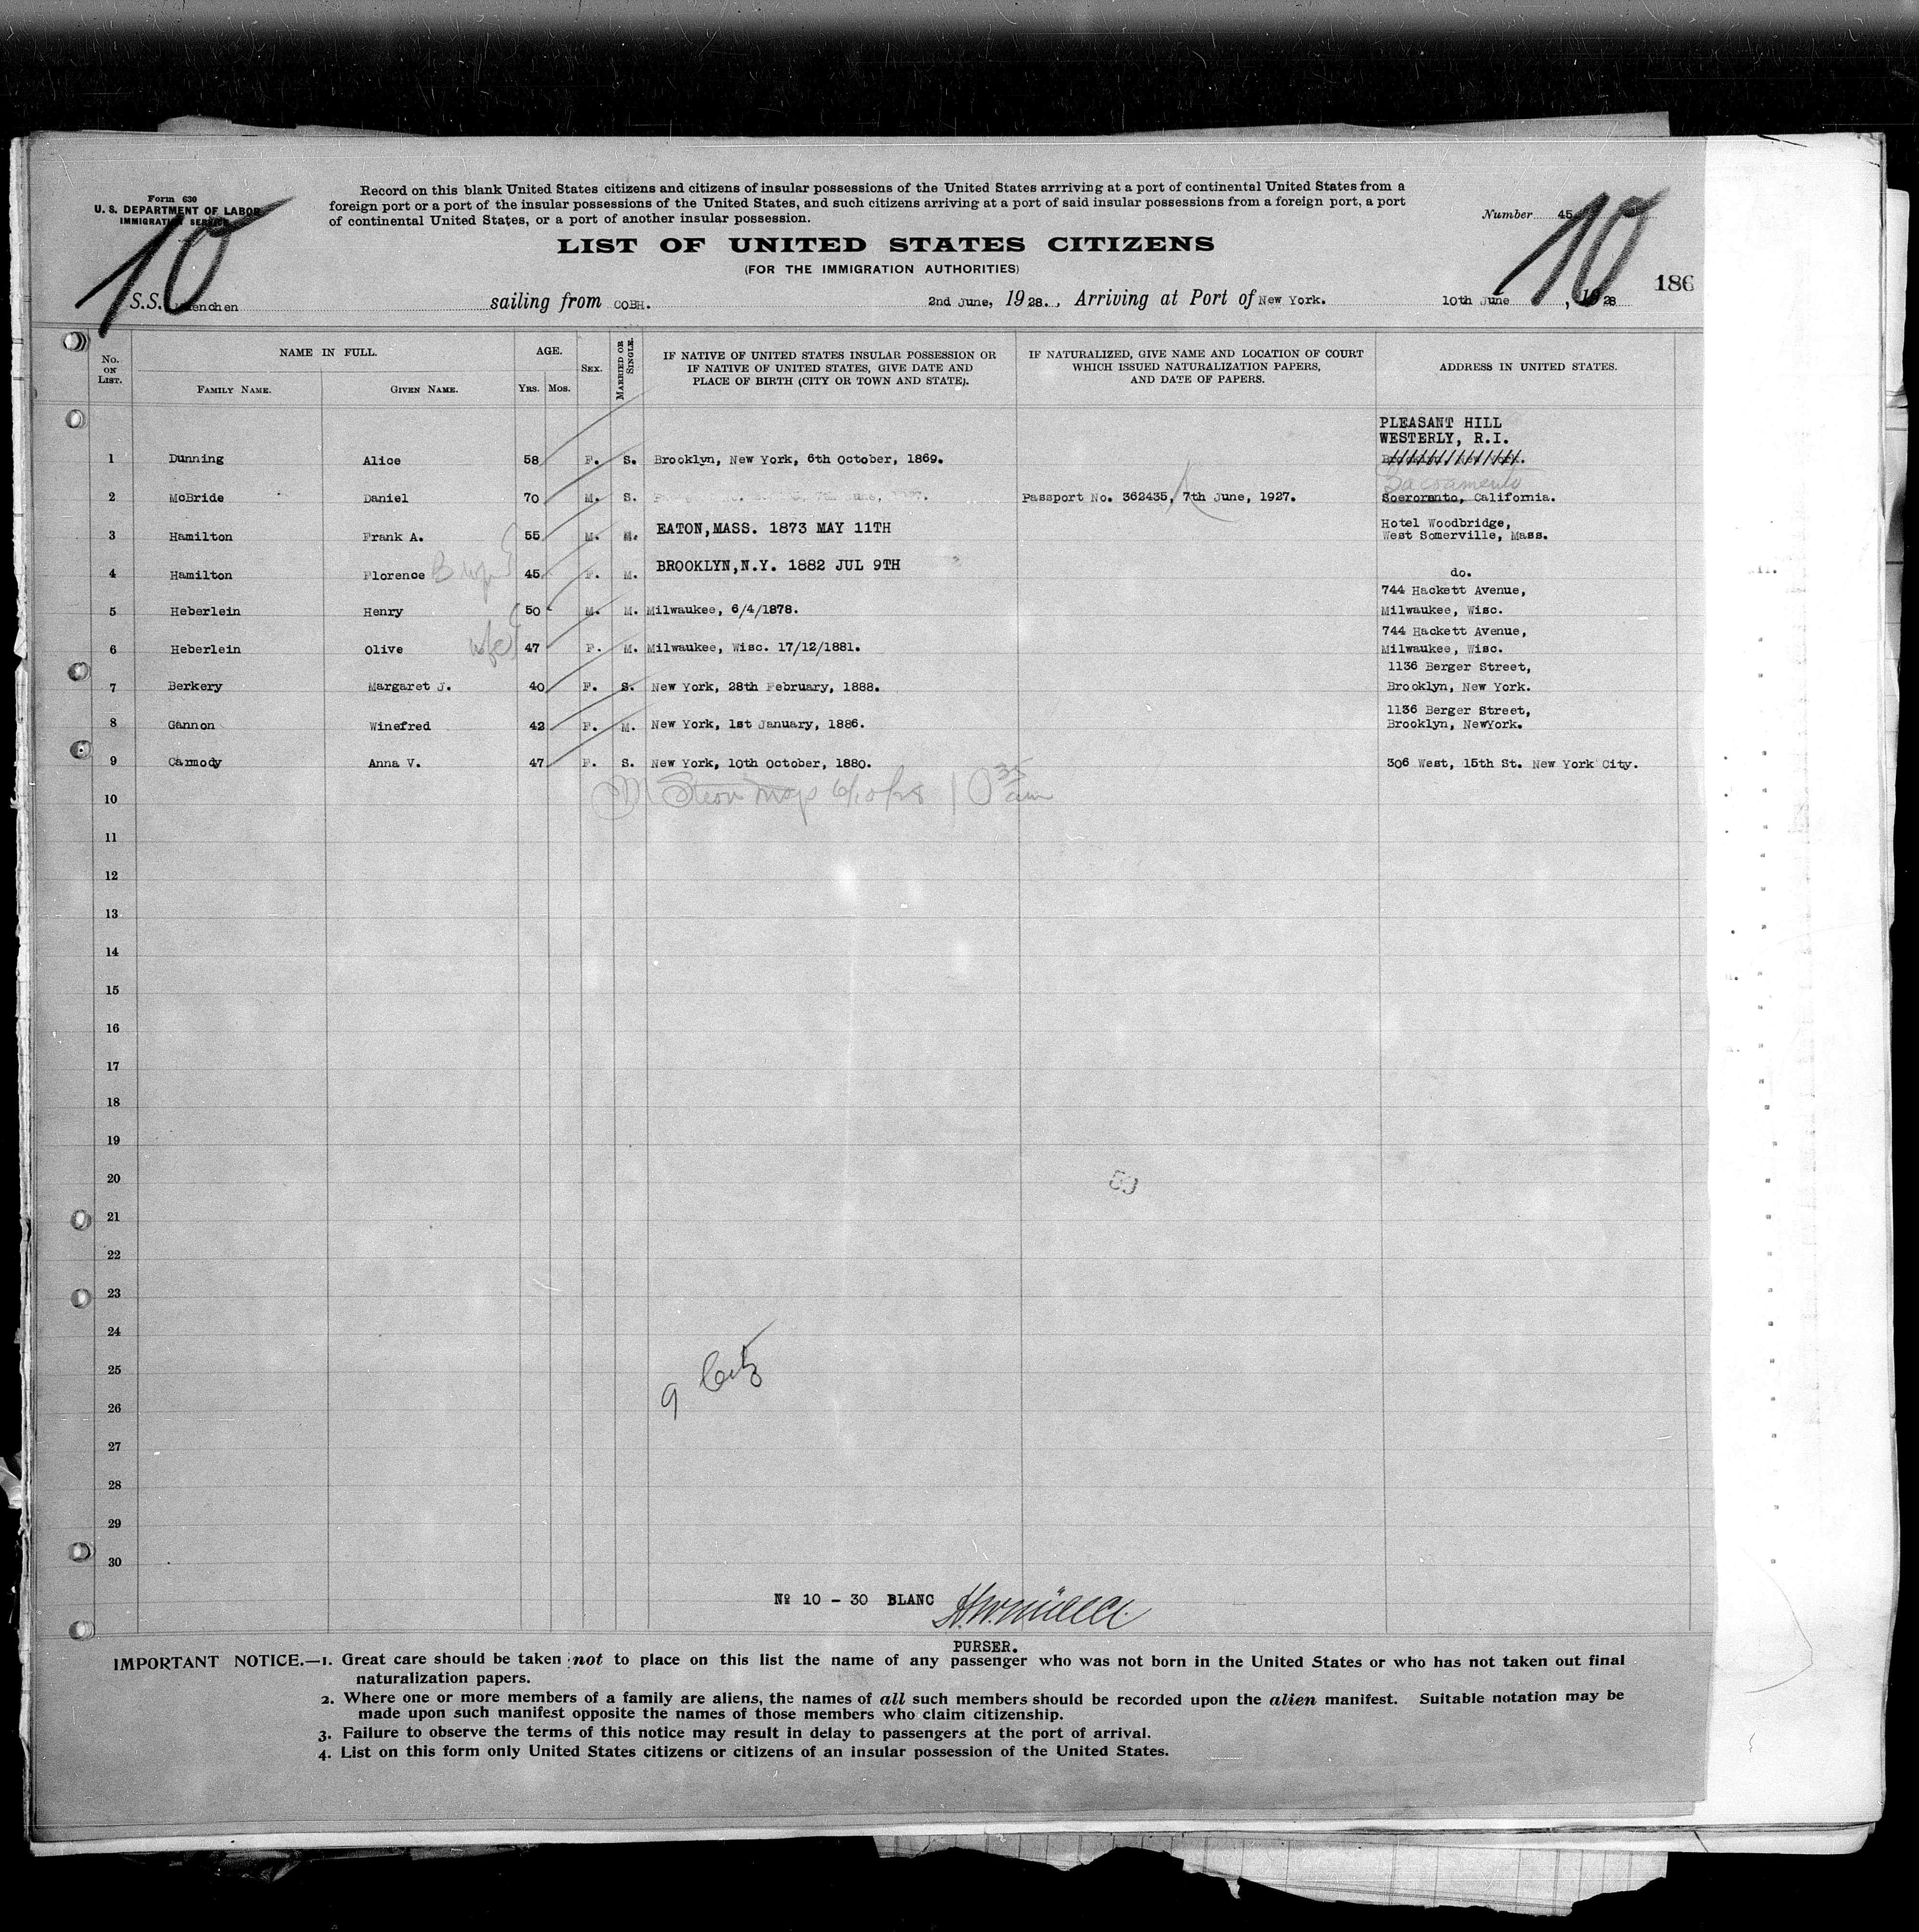 Form 630
U. S. DEPARTMENT OF LABOR
IMMIGRATION SERVICE
10
Record on this blank United States citizens and citizens of insular possessions of the United States arrriving at a port of continental United States from a
foreign port or a port of the insular possessions of the United States, and such citizens arriving at a port of said insular possessions from a foreign port, a port
of continental United States, or a port of another insular possession.
Number 45
10
LIST OF UNITED STATES CITIZENS
(FOR THE IMMIGRATION AUTHORITIES)
186
S.S. Muenchen sailing from COBH. 2nd June, 1928., Arriving at Port of New York. 10th June, 1928
No. ON LIST. NAME IN FULL. AGE. SEX. MARRIED OR SINGLE. IF NATIVE OF UNITED STATES INSULAR POSSESSION OR IF NATIVE OF UNITED STATES, GIVE DATE AND PLACE OF BIRTH (CITY OR TOWN AND STATE). IF NATURALIZED, GIVE NAME AND LOCATION OF COURT WHICH ISSUED NATURALIZATION PAPERS, AND DATE OF PAPERS. ADDRESS IN UNITED STATES.
FAMILY NAME. GIVEN NAME. Yrs. Mos.
PLEASANT HILL
WESTERLY, R.I.
1 Dunning Alice 58 F. S. Brooklyn, New York, 6th October, 1869. Brooklyn, New York.
Sacramento
2 McBride Daniel 70 M. S. Passport No. 362435, 7th June, 1927. Soeroranto, California.
Hotel Woodbridge,
3 Hamilton Frank A. 55 M. M. EATON, MASS. 1873 MAY 11TH West Somerville, Mass.
4 Hamilton Florence wife 45 F. M. BROOKLYN, N.Y. 1882 JUL 9TH do.
744 Hackett Avenue,
5 Heberlein Henry 50 M. M. Milwaukee, 6/4/1878. Milwaukee, Wisc.
744 Hackett Avenue,
6 Heberlein Olive wife 47 F. M. Milwaukee, Wisc. 17/12/1881. Milwaukee, Wisc.
1136 Berger Street,
7 Berkery Margaret J. 40 F. S. New York, 28th February, 1888. Brooklyn, New York.
1136 Berger Street,
8 Gannon Winefred 42 F. M. New York, 1st January, 1886. Brooklyn, NewYork.
9 Carmody Anna V. 47 F. S. New York, 10th October, 1880. 306 West, 15th St. New York City.
6/10/28 10 35 am
10
11
12
13
14
15
16
17
18
19
20
21
22
23
24
25
9 Citz
26
27
28
29
30
Nº 10 - 30 BLANC
PURSER.
IMPORTANT NOTICE.—1. Great care should be taken not to place on this list the name of any passenger who was not born in the United States or who has not taken out final
naturalization papers.
2. Where one or more members of a family are aliens, the names of all such members should be recorded upon the alien manifest. Suitable notation may be
made upon such manifest opposite the names of those members who claim citizenship.
3. Failure to observe the terms of this notice may result in delay to passengers at the port of arrival.
4. List on this form only United States citizens or citizens of an insular possession of the United States.